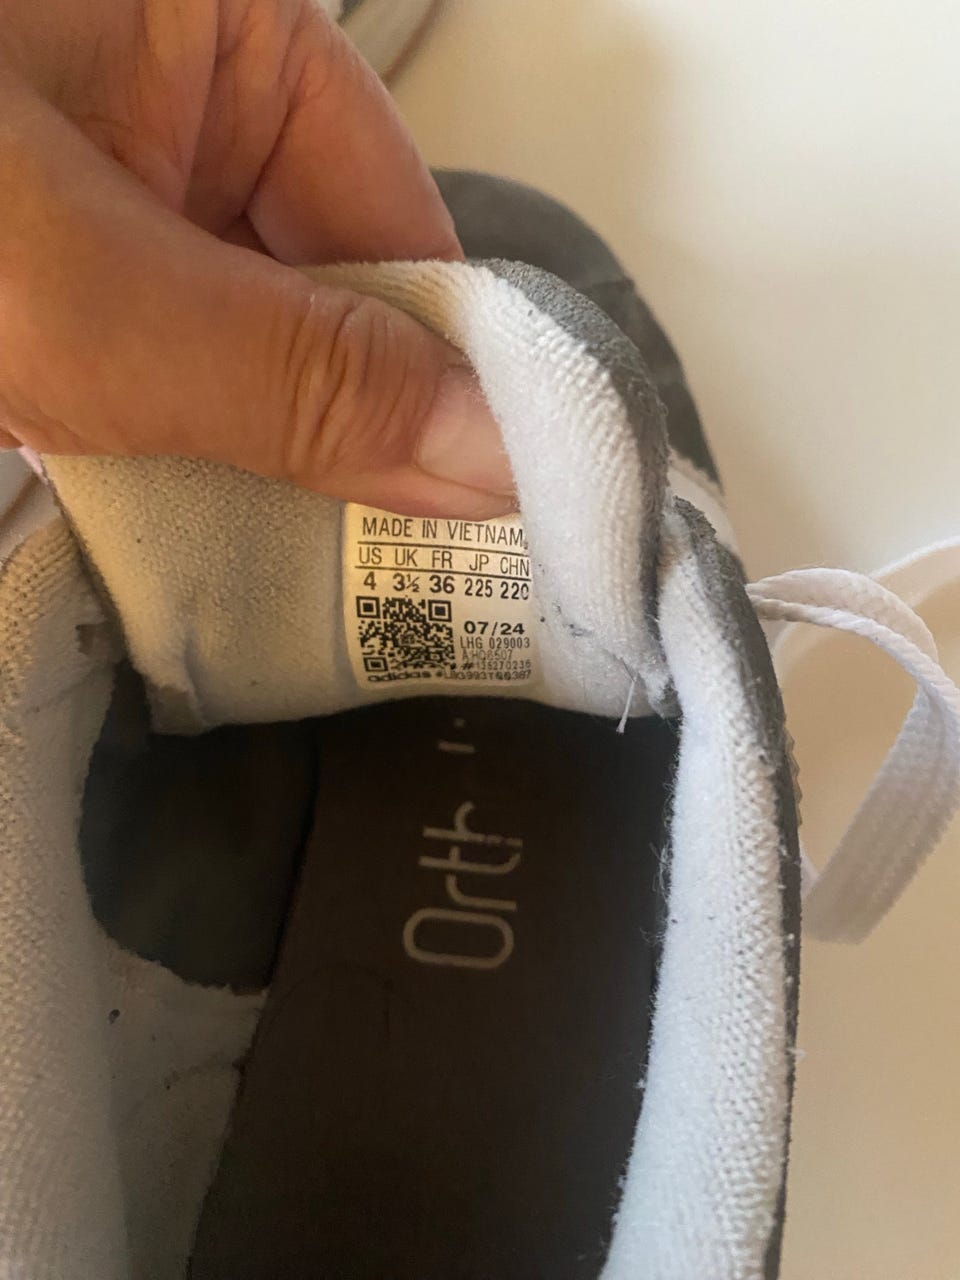 MADE IN VIETNAM
US UK FR JP CHN
4 3½ 36 225 220
07/24
LHG 029003
adidas
Orth